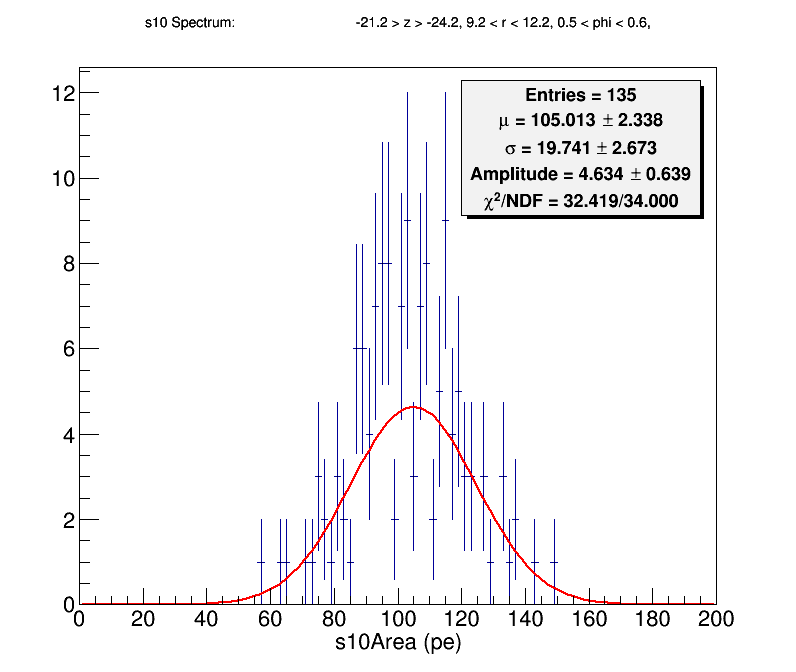 s10 Spectrum: -21.2 > z > -24.2, 9.2 < r < 12.2, 0.5 < phi < 0.6,
Entries = 135
μ = 105.013 ± 2.338
σ = 19.741 ± 2.673
Amplitude = 4.634 ± 0.639
χ²/NDF = 32.419/34.000
12
10
8
6
4
2
0
0 20 40 60 80 100 120 140 160 180 200
s10Area (pe)